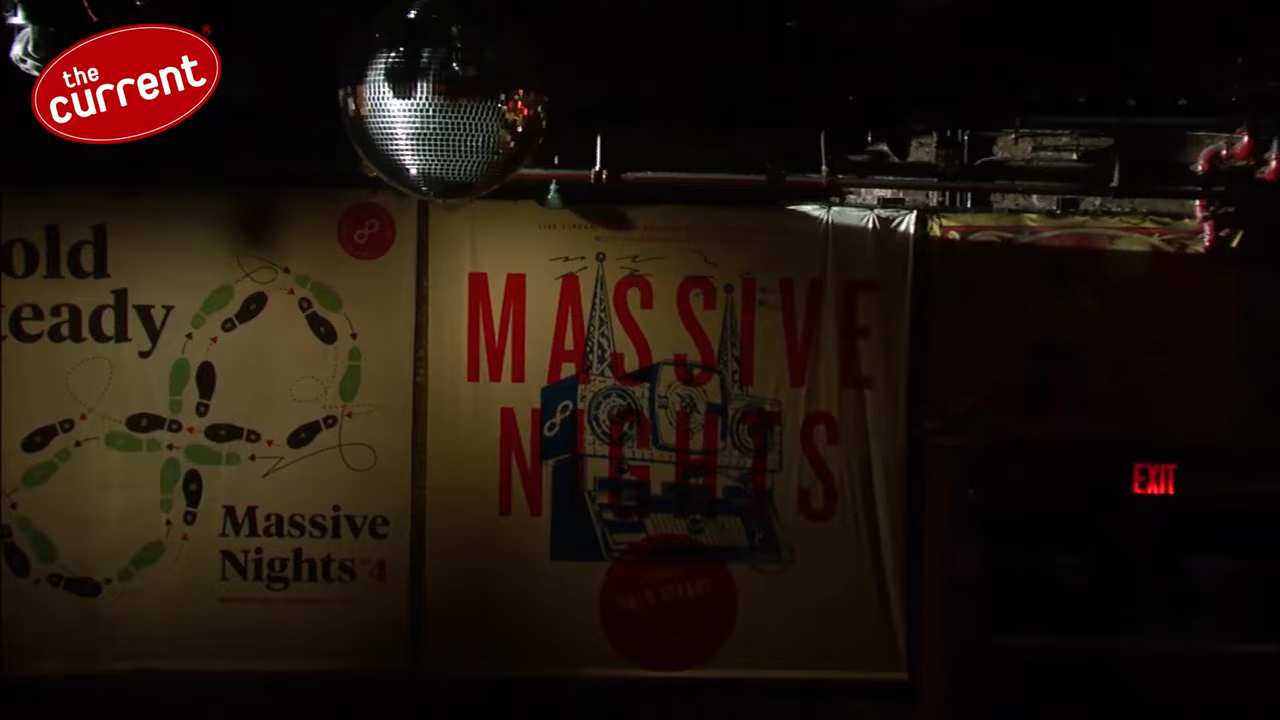 the
current
old
teady
Massive
Nights
MASSIVE
NIGHTS
EXIT